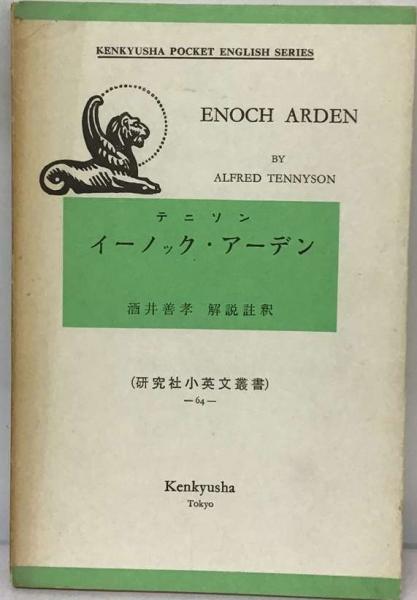 KENKYUSHA POCKET ENGLISH SERIES
ENOCH ARDEN
BY
ALFRED TENNYSON
テニソン
イーノック・アーデン
酒井善孝 解説註釈
(研究社小英文叢書)
—64—
Kenkyusha
Tokyo